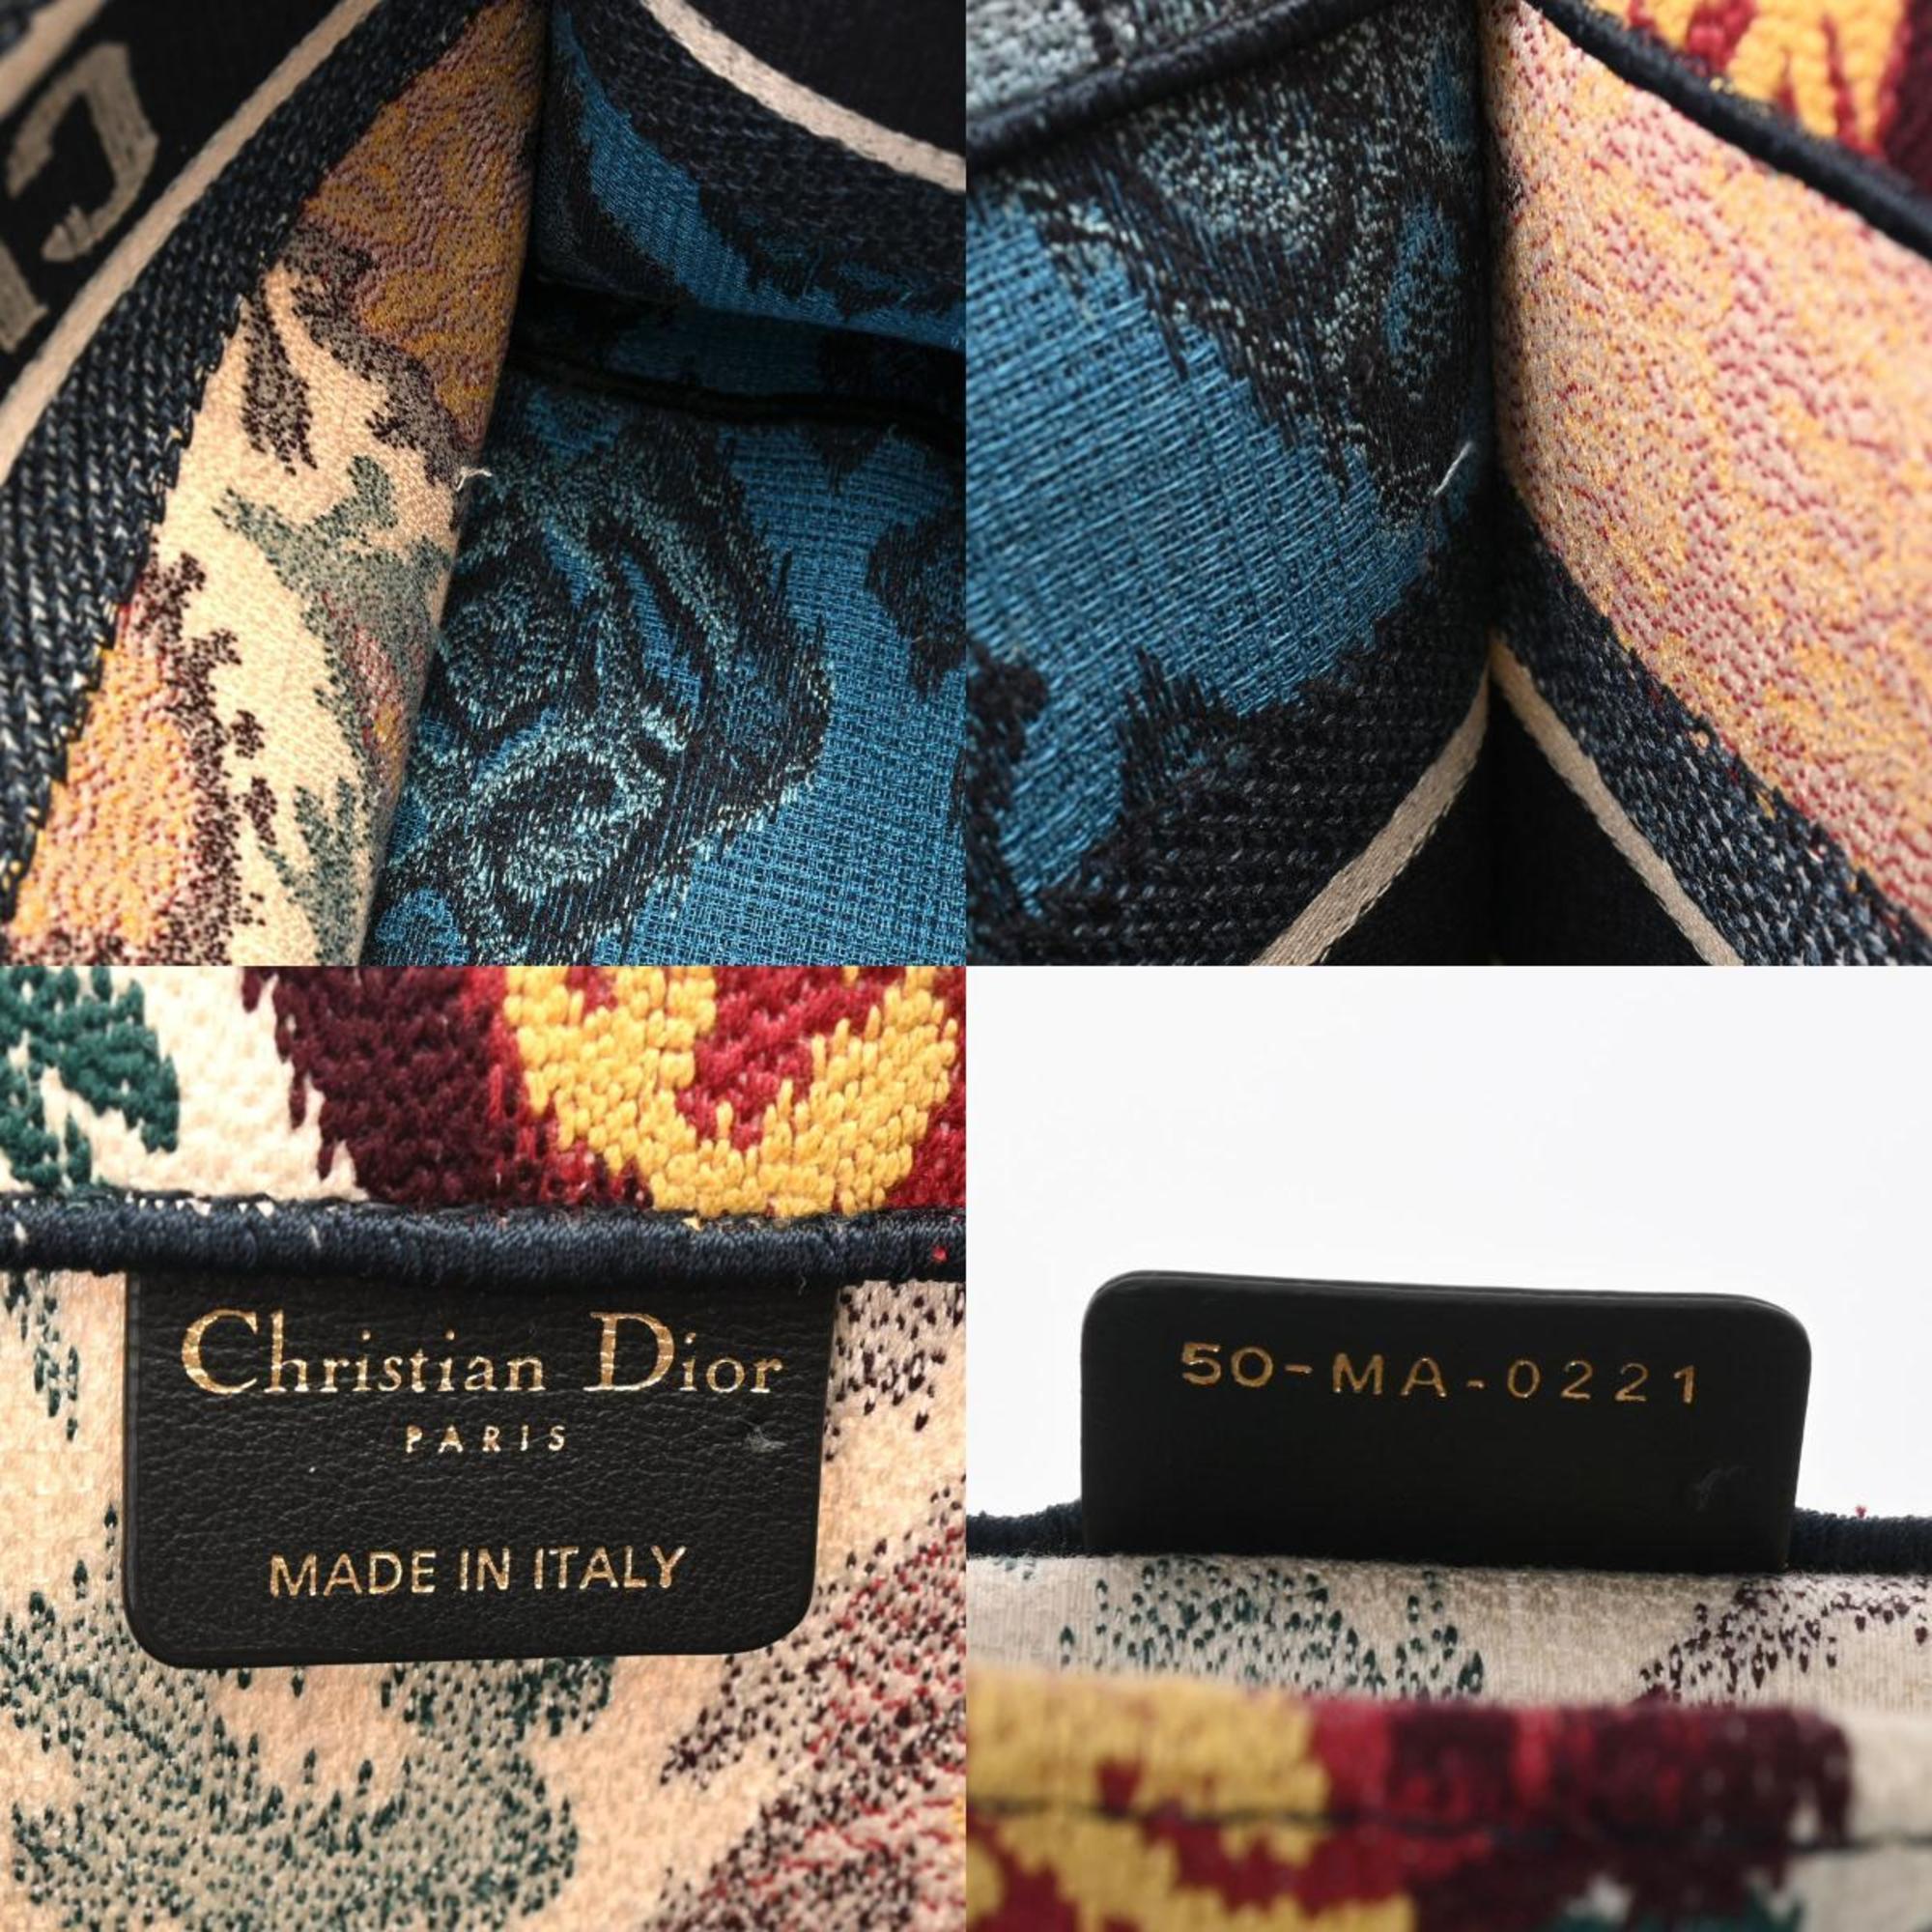 Christian Dior
PARIS
MADE IN ITALY
50-MA-0221